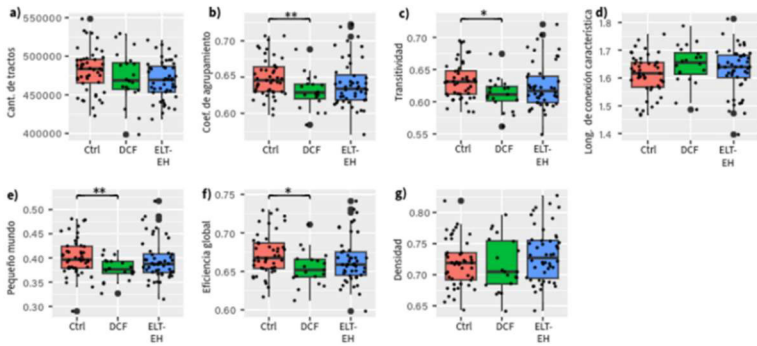 a)
Cant. de tractos
550000
500000
450000
400000
Ctrl
DCF
ELT-
EH
b)
**
Coef. de agrupamiento
0.70
0.65
0.60
Ctrl
DCF
ELT-
EH
c)
*
Transitividad
0.70
0.65
0.60
0.55
Ctrl
DCF
ELT-
EH
d)
Long. de conexión característica
1.8
1.7
1.6
1.5
1.4
Ctrl
DCF
ELT-
EH
e)
**
Pequeño mundo
0.50
0.45
0.40
0.35
0.30
Ctrl
DCF
ELT-
EH
f)
*
Eficiencia global
0.75
0.70
0.65
0.60
Ctrl
DCF
ELT-
EH
g)
Densidad
0.80
0.75
0.70
0.65
Ctrl
DCF
ELT-
EH